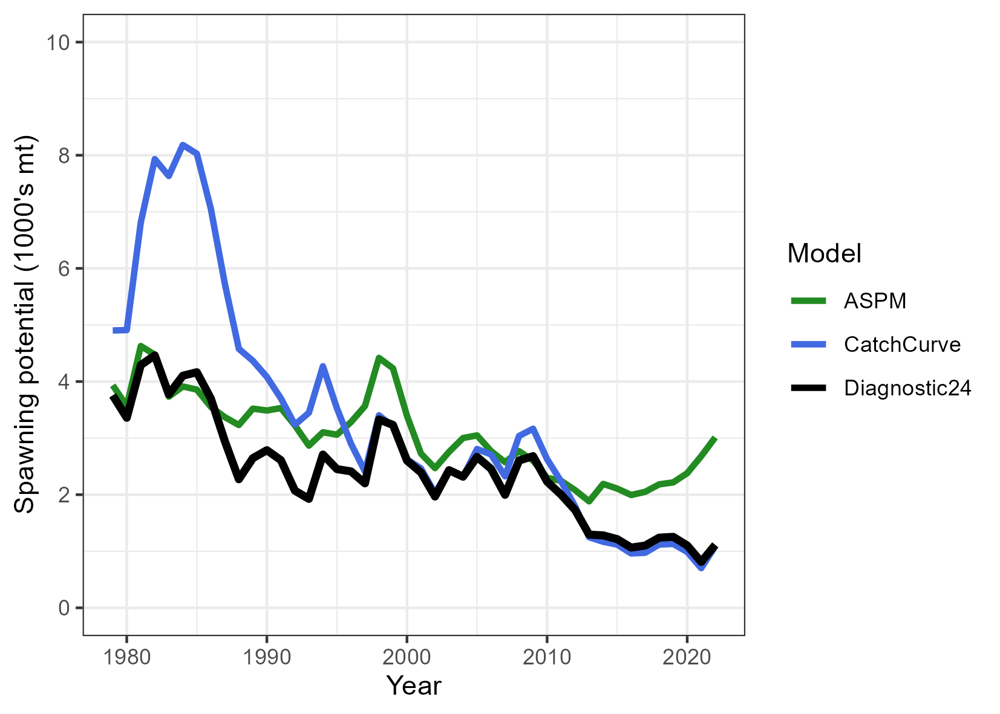 Spawning potential (1000's mt)
10
8
6
4
2
0
1980
1990
2000
2010
2020
Year
Model
ASPM
CatchCurve
Diagnostic24